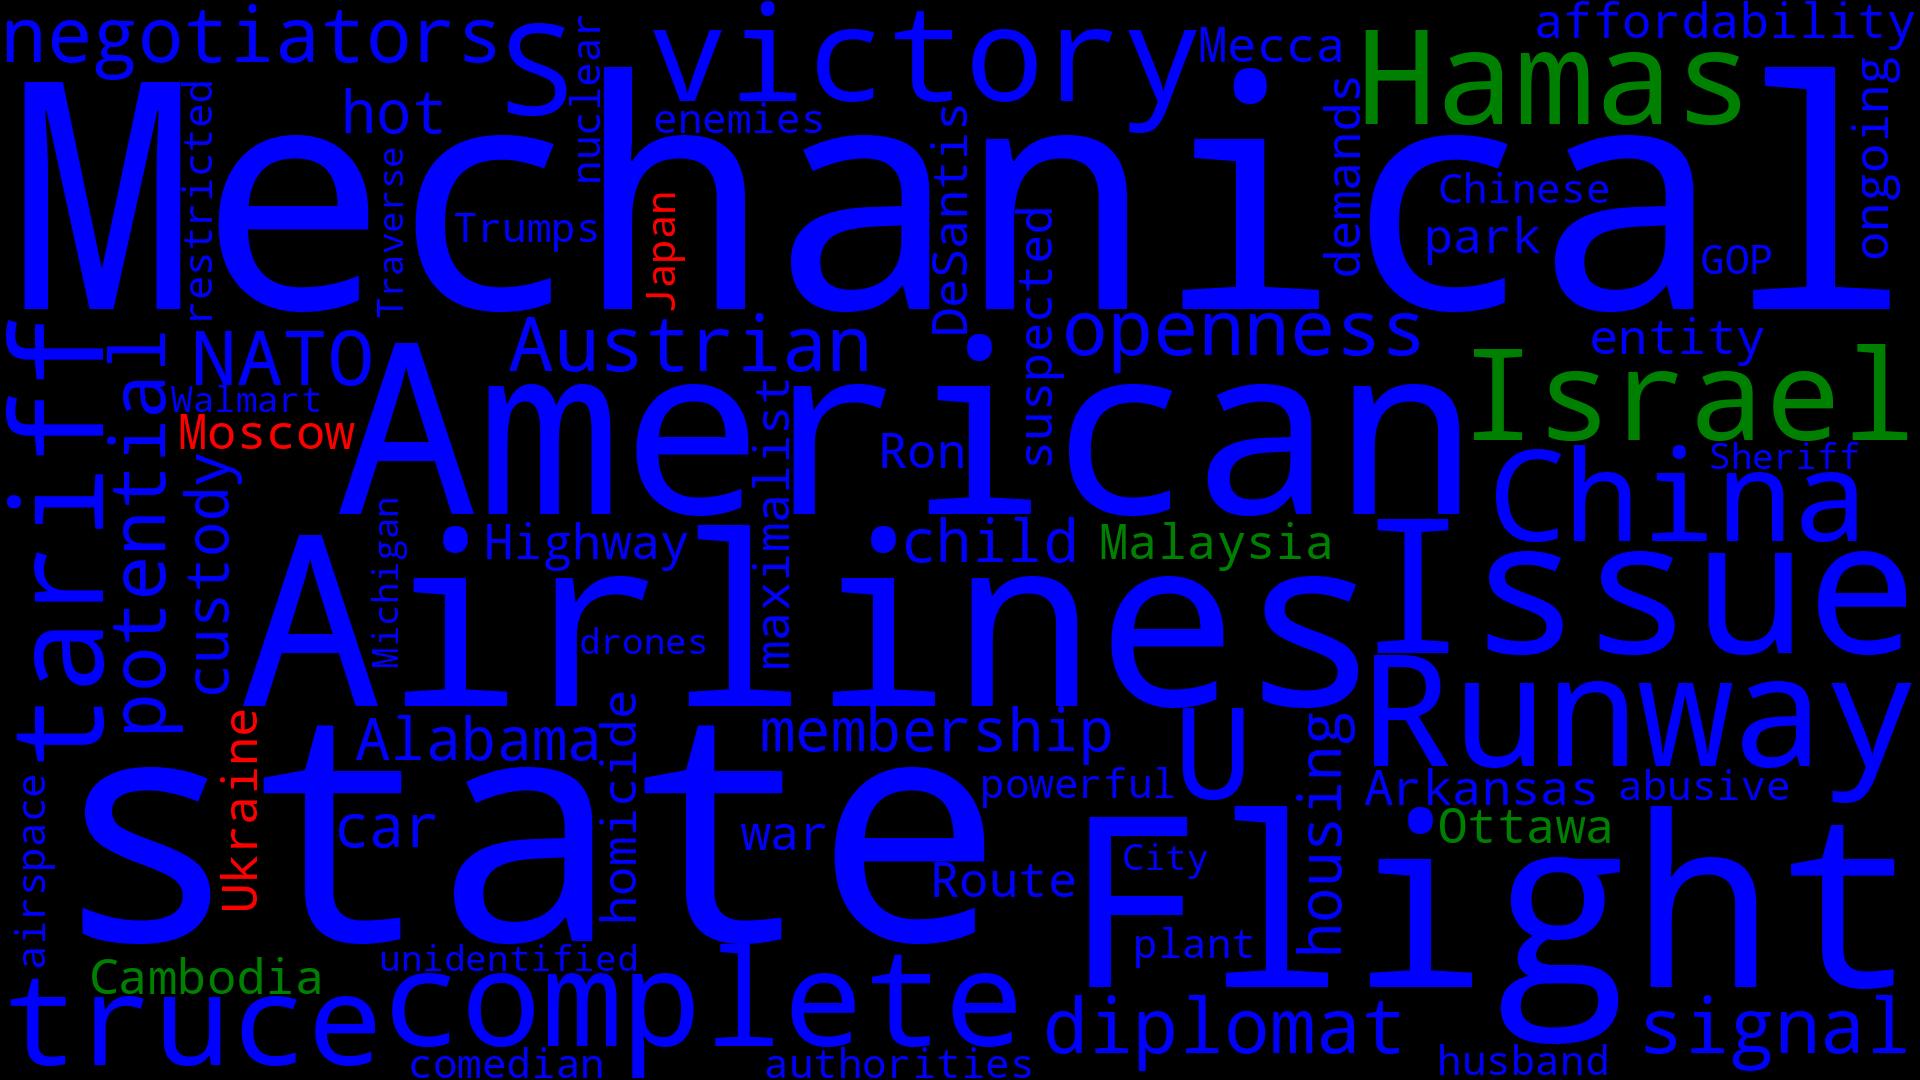 negotiators
s
victory
Mecca
affordability
Hamas
nuclear
hot
enemies
Mechanical
restricted
Traverse
Trumps
Japan
DeSantis
suspected
demands
Chinese
park
GOP
ongoing
tariff
potential
NATO
Austrian
openness
entity
Walmart
Moscow
American
Israel
Ron
maximalist
custody
China
Sheriff
Michigan
Highway
child
Malaysia
Issue
Airlines
drones
Runway
Ukraine
Alabama
homicide
membership
U
housing
powerful
Arkansas
abusive
airspace
state
car
war
Route
Flight
City
Ottawa
plant
Cambodia
unidentified
truce
complete
diplomat
signal
comedian
authorities
husband